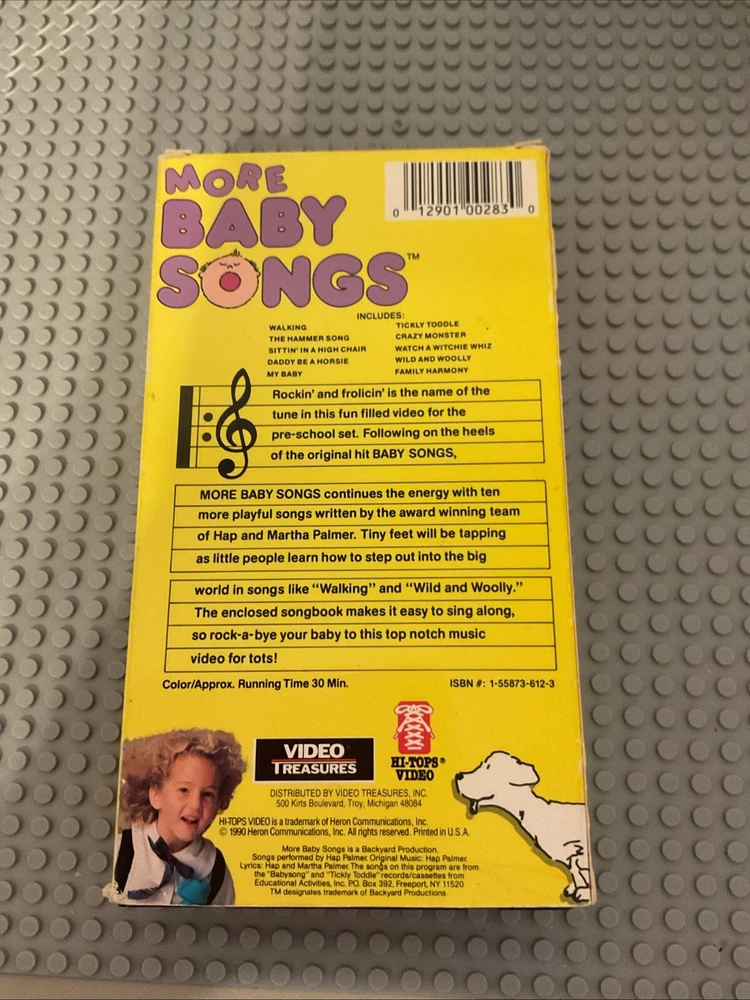 MORE
BABY
SONGS™
0 12901 00283 0
INCLUDES:
WALKING
THE HAMMER SONG
SITTIN' IN A HIGH CHAIR
DADDY BE A HORSIE
MY BABY
TICKLY TODDLE
CRAZY MONSTER
WATCH A WITCHIE WHIZ
WILD AND WOOLLY
FAMILY HARMONY
Rockin' and frolicin' is the name of the
tune in this fun filled video for the
pre-school set. Following on the heels
of the original hit BABY SONGS,
MORE BABY SONGS continues the energy with ten
more playful songs written by the award winning team
of Hap and Martha Palmer. Tiny feet will be tapping
as little people learn how to step out into the big
world in songs like "Walking" and "Wild and Woolly."
The enclosed songbook makes it easy to sing along,
so rock-a-bye your baby to this top notch music
video for tots!
Color/Approx. Running Time 30 Min.
ISBN #: 1-55873-612-3
VIDEO
TREASURES
HI-TOPS®
VIDEO
DISTRIBUTED BY VIDEO TREASURES, INC.
500 Kirts Boulevard, Troy, Michigan 48084
HI-TOPS VIDEO is a trademark of Heron Communications, Inc.
© 1990 Heron Communications, Inc. All rights reserved. Printed in U.S.A.
More Baby Songs is a Backyard Production.
Songs performed by Hap Palmer. Original Music: Hap Palmer.
Lyrics: Hap and Martha Palmer. The songs on this program are from
the "Babysong" and "Tickly Toddle" records/cassettes from
Educational Activities, Inc. P.O. Box 392, Freeport, NY 11520
TM designates trademark of Backyard Productions